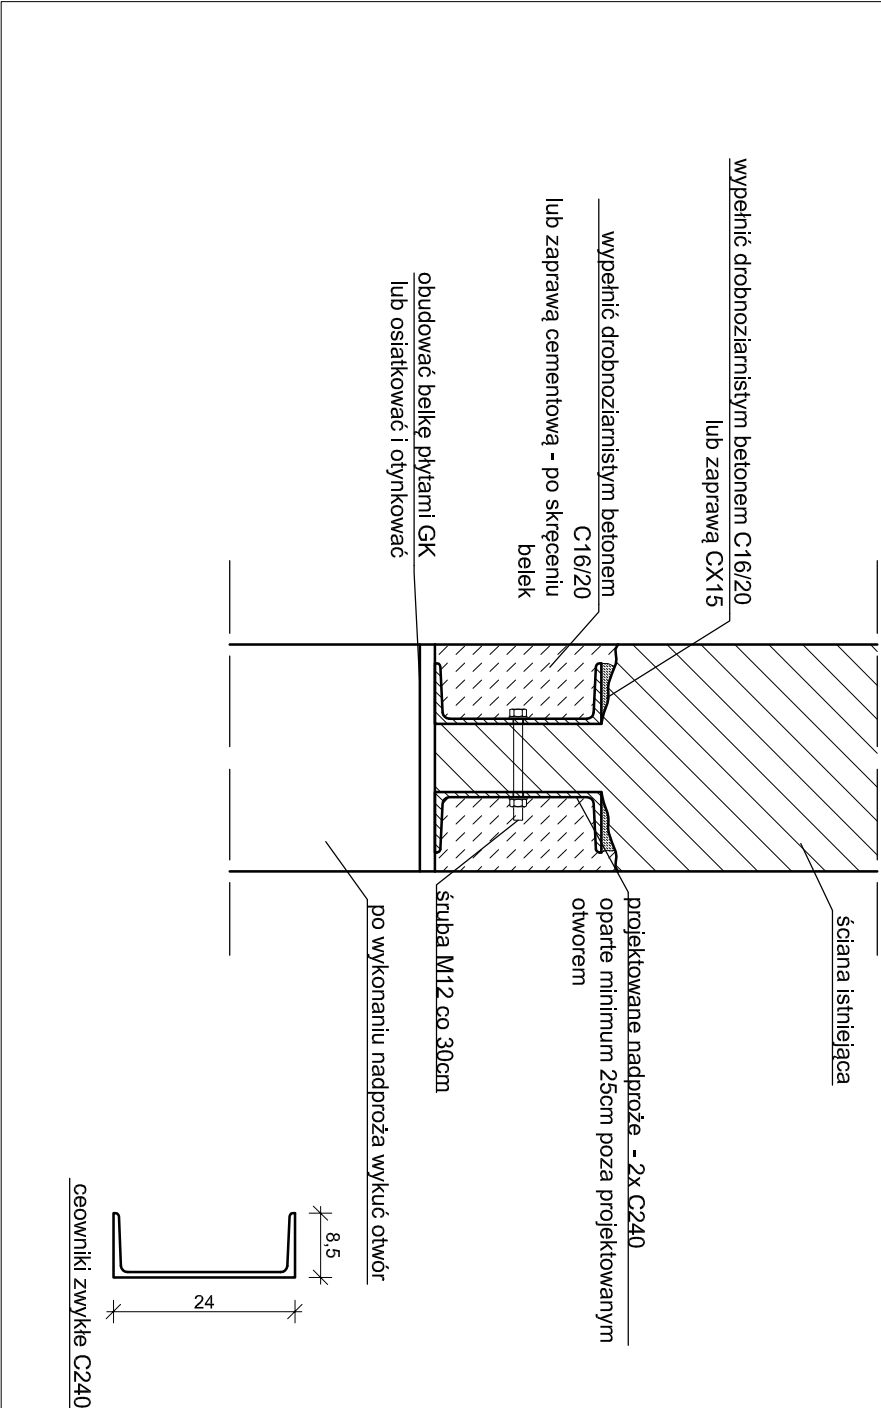 wypełnić drobnoziarnistym betonem C16/20
lub zaprawą CX15
wypełnić drobnoziarnistym betonem
C16/20
lub zaprawą cementową - po skręceniu
belek
obudować belkę płytami GK
lub osiatkować i otynkować
ściana istniejąca
projektowane nadproże - 2x C240
oparte minimum 25cm poza projektowanym
otworem
śruba M12 co 30cm
po wykonaniu nadproża wykuć otwór
8,5
24
ceowniki zwykłe C240